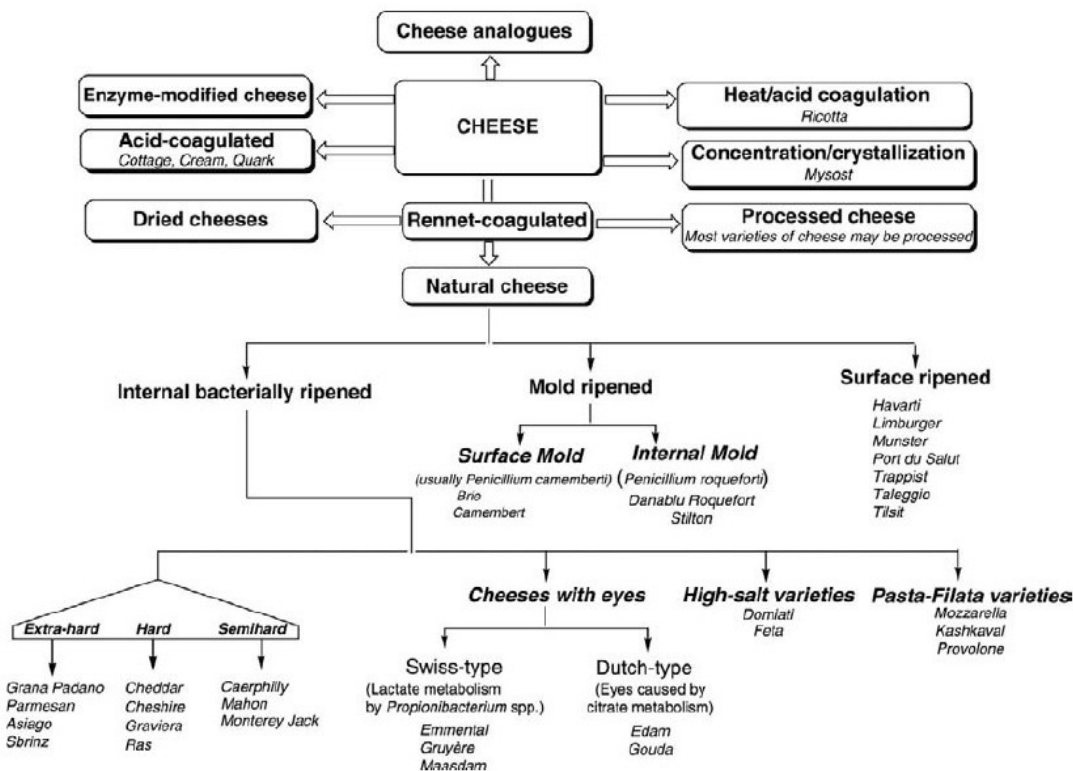 Cheese analogues
Enzyme-modified cheese
CHEESE
Heat/acid coagulation
Ricotta
Acid-coagulated
Cottage, Cream, Quark
Concentration/crystallization
Mysost
Dried cheeses
Rennet-coagulated
Processed cheese
Most varieties of cheese may be processed
Natural cheese
Internal bacterially ripened
Mold ripened
Surface Mold
(usually Penicillium camemberti)
Brie
Camembert
Internal Mold
(Penicillium roqueforti)
Danablu Roquefort
Stilton
Surface ripened
Havarti
Limburger
Munster
Port du Salut
Trappist
Taleggio
Tilsit
Extra-hard
Grana Padano
Parmesan
Asiago
Sbrinz
Hard
Cheddar
Cheshire
Graviera
Ras
Semihard
Caerphilly
Mahon
Monterey Jack
Cheeses with eyes
Swiss-type
(Lactate metabolism
by Propionibacterium spp.)
Emmental
Gruyère
Maasdam
Dutch-type
(Eyes caused by
citrate metabolism)
Edam
Gouda
High-salt varieties
Domiati
Feta
Pasta-Filata varieties
Mozzarella
Kashkaval
Provolone